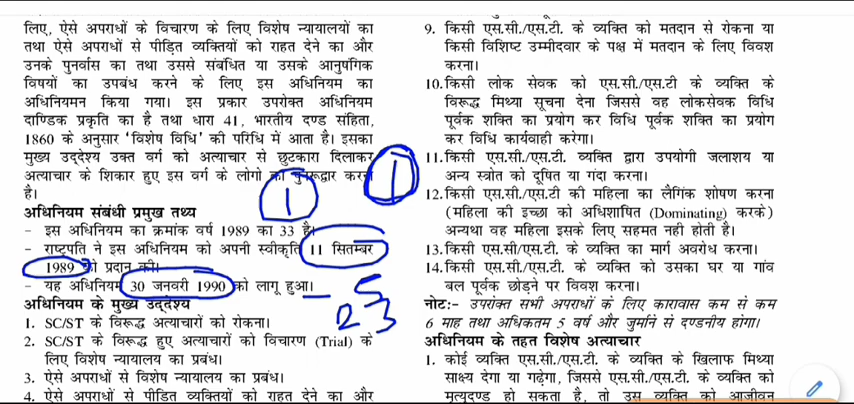 लिए, ऐसे अपराधों के विचारण के लिए विशेष न्यायालयों का
तथा ऐसे अपराधों से पीड़ित व्यक्तियों को राहत देने का और
उनके पुनर्वास का तथा उससे संबंधित या उसके आनुषंगिक
विषयों का उपबंध करने के लिए इस अधिनियम का
अधिनियमन किया गया। इस प्रकार उपरोक्त अधिनियम
दाण्डिक प्रकृति का है तथा धारा 41, भारतीय दण्ड संहिता,
1860 के अनुसार 'विशेष विधि' की परिधि में आता है। इसका
मुख्य उद्देश्य उक्त वर्ग को अत्याचार से छुटकारा दिलाकर
अत्याचार के शिकार हुए इस वर्ग के लोगो का पुनरूद्धार करना
है।
1
अधिनियम संबंधी प्रमुख तथ्य
- इस अधिनियम का क्रमांक वर्ष 1989 का 33 है।
- राष्ट्रपति ने इस अधिनियम को अपनी स्वीकृति 11 सितम्बर
1989 को प्रदान की।
- यह अधिनियम 30 जनवरी 1990 को लागू हुआ।
- 5
23
अधिनियम के मुख्य उद्देश्य
1. SC/ST के विरूद्ध अत्याचारों को रोकना।
2. SC/ST के विरूद्ध हुए अत्याचारों को विचारण (Trial) के
लिए विशेष न्यायालय का प्रबंध।
3. ऐसे अपराधों से विशेष न्यायालय का प्रबंध।
4. ऐसे अपराधों से पीड़ित व्यक्तियों को राहत देने का और
9. किसी एस.सी./एस.टी. के व्यक्ति को मतदान से रोकना या
किसी विशिष्ट उम्मीदवार के पक्ष में मतदान के लिए विवश
करना।
10. किसी लोक सेवक को एस.सी./एस.टी के व्यक्ति के
विरूद्ध मिथ्या सूचना देना जिससे वह लोकसेवक विधि
पूर्वक शक्ति का प्रयोग कर विधि पूर्वक शक्ति का प्रयोग
कर विधि कार्यवाही करेगा।
1
11. किसी एस.सी./एस.टी. व्यक्ति द्वारा उपयोगी जलाशय या
अन्य स्त्रोत को दूषित या गंदा करना।
12. किसी एस.सी./एस.टी की महिला का लैगिंक शोषण करना
(महिला की इच्छा को अधिशाषित (Dominating) करके)
अन्यथा वह महिला इसके लिए सहमत नही होती है।
13. किसी एस.सी/एस.टी. के व्यक्ति का मार्ग अवरोध करना।
14. किसी एस.सी./एस.टी. के व्यक्ति को उसका घर या गांव
बल पूर्वक छोड़ने पर विवश करना।
नोट:- उपरोक्त सभी अपराधों के लिए कारावास कम से कम
6 माह तथा अधिकतम 5 वर्ष और जुर्माने से दण्डनीय होगा।
अधिनियम के तहत विशेष अत्याचार
1. कोई व्यक्ति एस.सी./एस.टी. के व्यक्ति के खिलाफ मिथ्या
साक्ष्य देगा या गढ़ेगा, जिससे एस.सी./एस.टी. के व्यक्ति को
मृत्यदण्ड हो सकता है, तो उस व्यक्ति को आजीवन